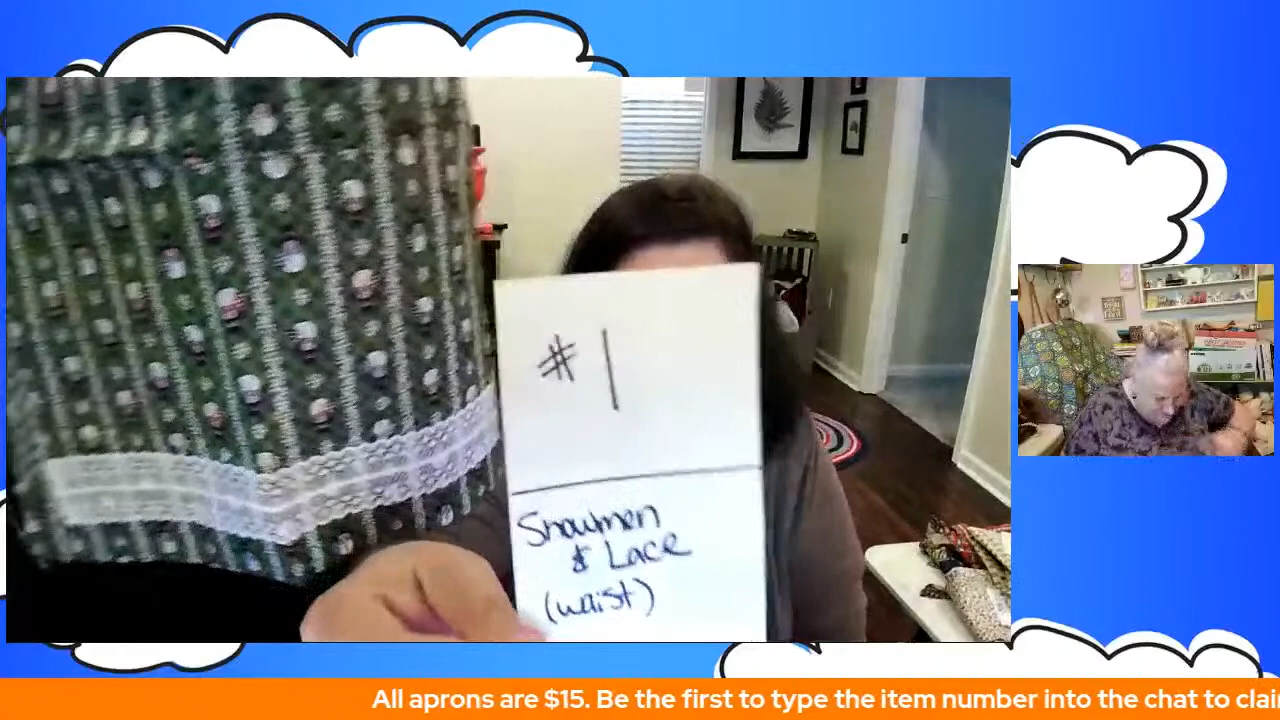 # 1
Snowmen
& Lace
(waist)
All aprons are $15. Be the first to type the item number into the chat to clai